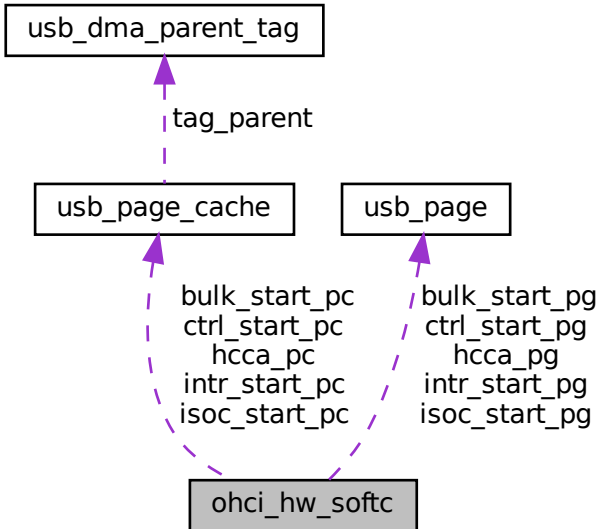 usb_dma_parent_tag
tag_parent
usb_page_cache
usb_page
bulk_start_pc
ctrl_start_pc
hcca_pc
intr_start_pc
isoc_start_pc
bulk_start_pg
ctrl_start_pg
hcca_pg
intr_start_pg
isoc_start_pg
ohci_hw_softc